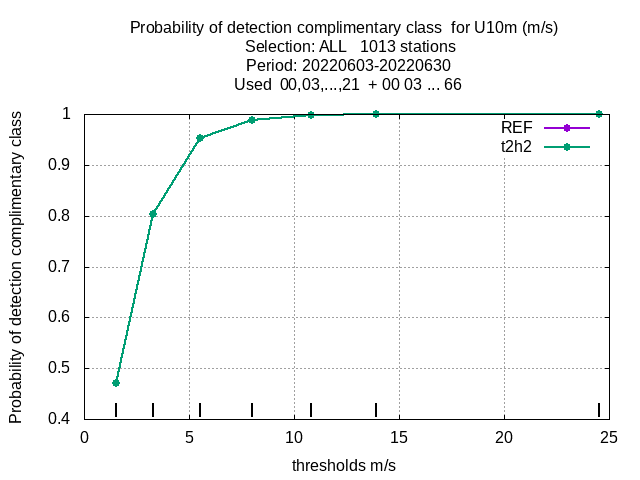 Probability of detection complimentary class  for U10m (m/s)
Selection: ALL   1013 stations
Period: 20220603-20220630
Used  00,03,...,21  + 00 03 ... 66
Probability of detection complimentary class
1
0.9
0.8
0.7
0.6
0.5
0.4
REF
t2h2
0 5 10 15 20 25
thresholds m/s